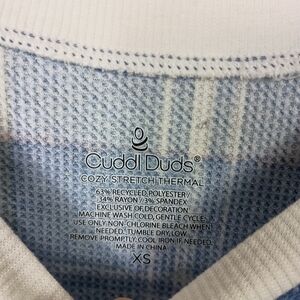 Cuddl Duds®
COZY STRETCH THERMAL
63% RECYCLED POLYESTER /
34% RAYON / 3% SPANDEX
EXCLUSIVE OF DECORATION
MACHINE WASH COLD, GENTLE CYCLE.
USE ONLY NON-CHLORINE BLEACH WHEN
NEEDED. TUMBLE DRY LOW.
REMOVE PROMPTLY. COOL IRON IF NEEDED.
MADE IN CHINA
XS